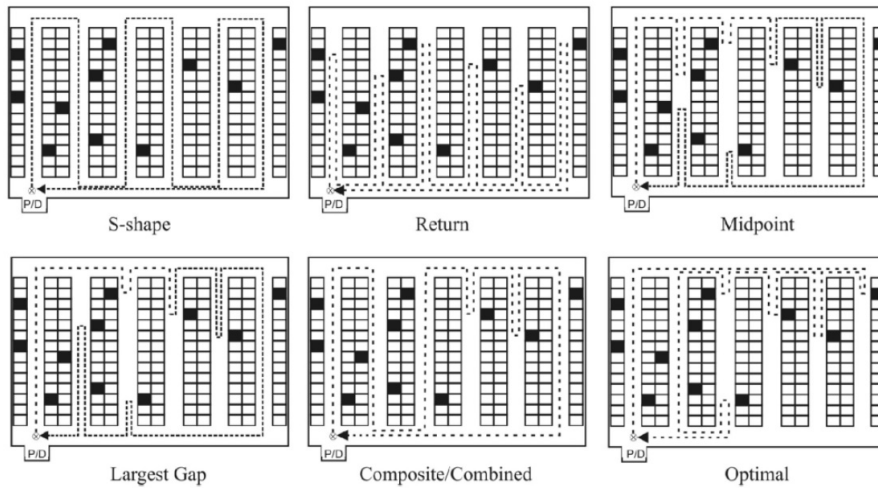 P/D P/D P/D
S-shape Return Midpoint
P/D P/D P/D
Largest Gap Composite/Combined Optimal